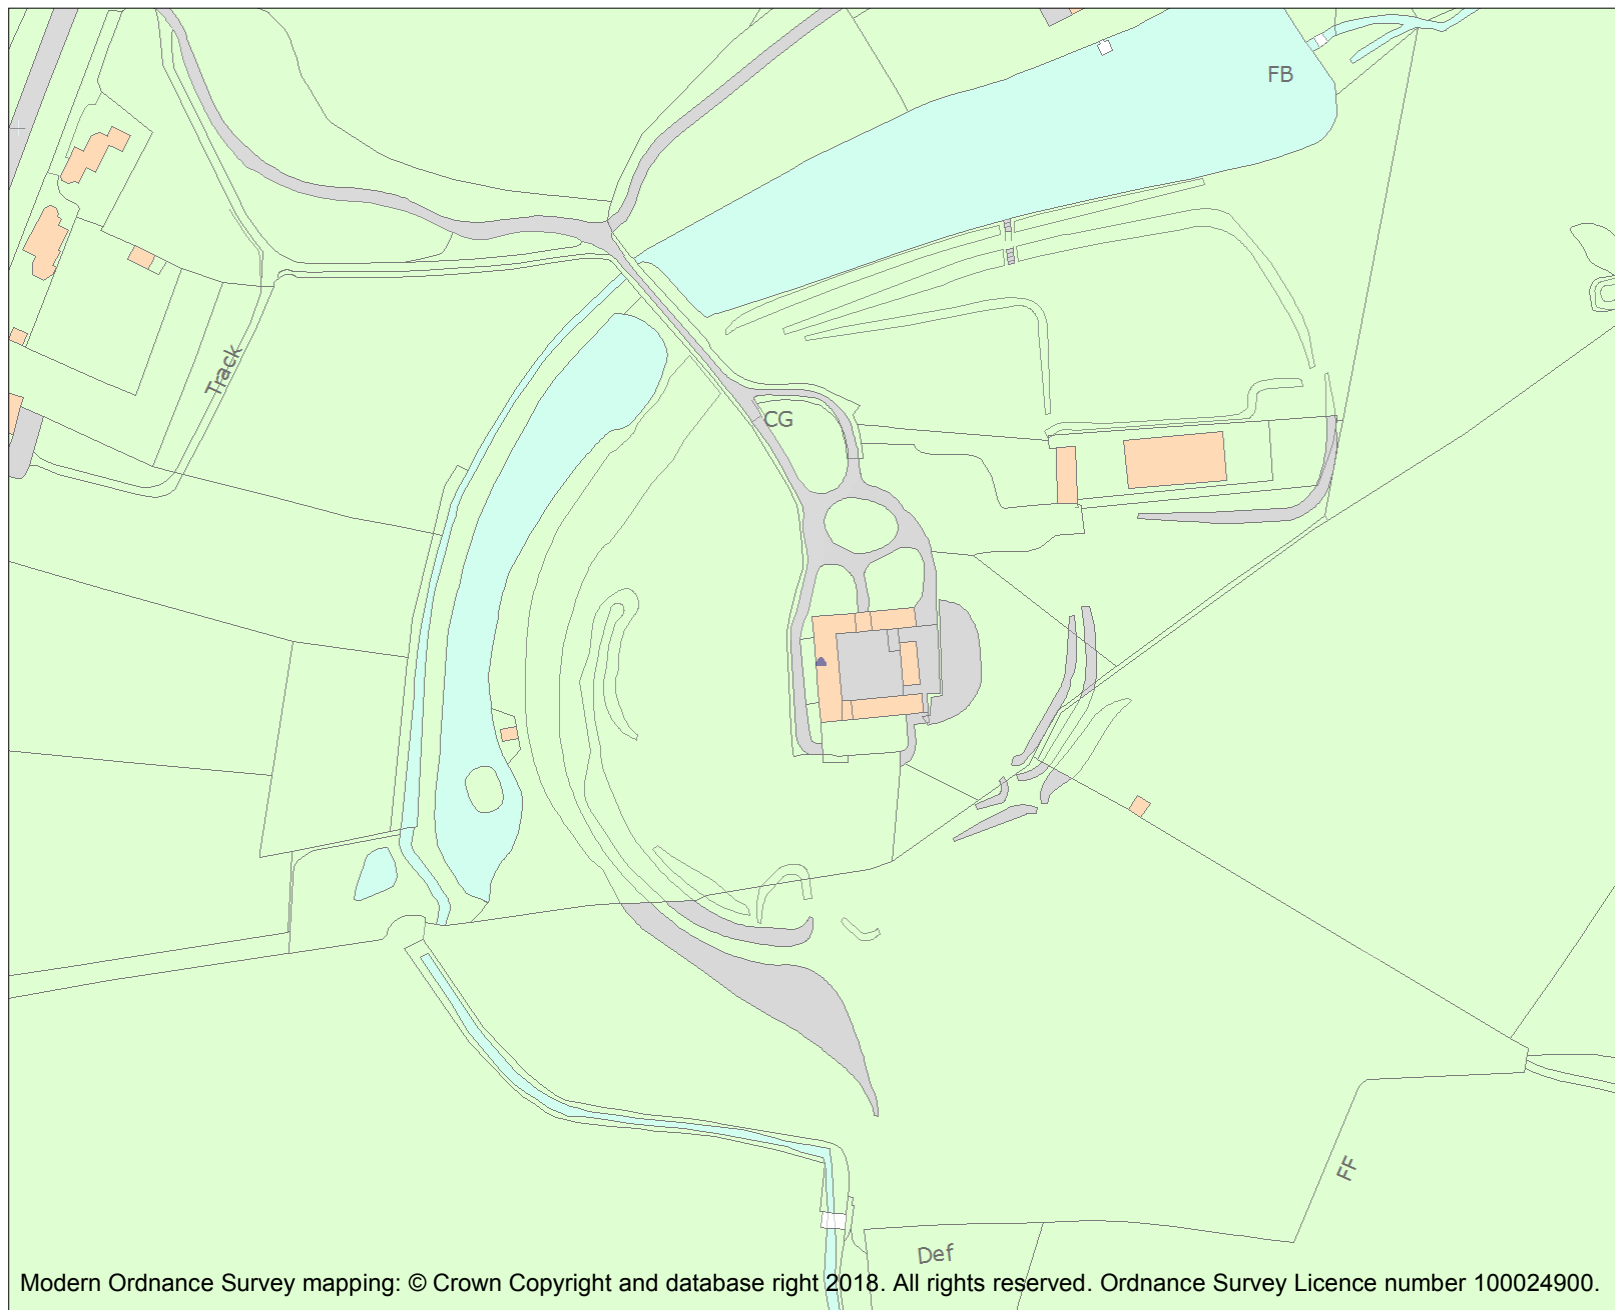 FB
Track
CG
FF
Def
Modern Ordnance Survey mapping: © Crown Copyright and database right 2018. All rights reserved. Ordnance Survey Licence number 100024900.